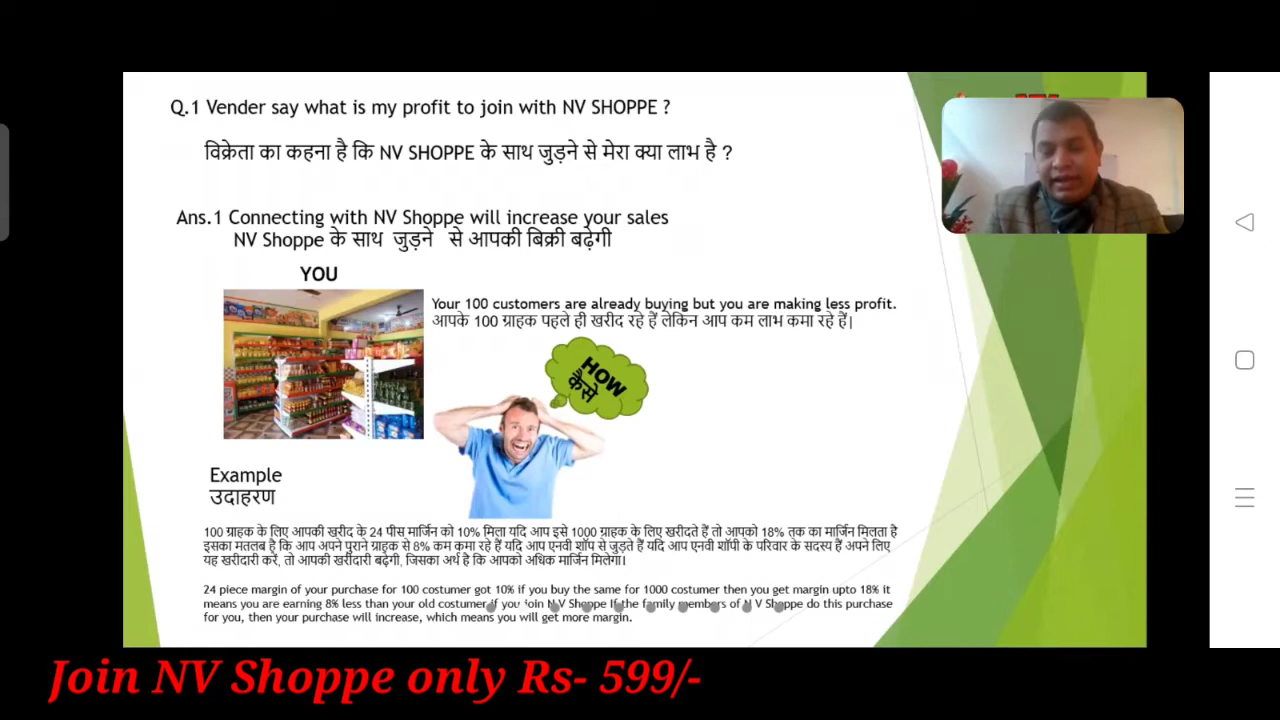 Q.1 Vender say what is my profit to join with NV SHOPPE ?
विक्रेता का कहना है कि NV SHOPPE के साथ जुड़ने से मेरा क्या लाभ है ?
Ans.1 Connecting with NV Shoppe will increase your sales
NV Shoppe के साथ जुड़ने से आपकी बिक्री बढ़ेगी
YOU
Your 100 customers are already buying but you are making less profit.
आपके 100 ग्राहक पहले ही खरीद रहे हैं लेकिन आप कम लाभ कमा रहे हैं|
HOW
कैसे
Example
उदाहरण
100 ग्राहक के लिए आपकी खरीद के 24 पीस मार्जिन को 10% मिला यदि आप इसे 1000 ग्राहक के लिए खरीदते हैं तो आपको 18% तक का मार्जिन मिलता है
इसका मतलब है कि आप अपने पुराने ग्राहक से 8% कम कमा रहे हैं यदि आप एनवी शॉप से जुड़ते हैं यदि आप एनवी शॉपी के परिवार के सदस्य हैं अपने लिए
यह खरीदारी करें, तो आपकी खरीदारी बढ़ेगी, जिसका अर्थ है कि आपको अधिक मार्जिन मिलेगा।
24 piece margin of your purchase for 100 costumer got 10% if you buy the same for 1000 costumer then you get margin upto 18% it
means you are earning 8% less than your old costumer if you join N V Shoppe If the family members of N V Shoppe do this purchase
for you, then your purchase will increase, which means you will get more margin.
Join NV Shoppe only Rs- 599/-